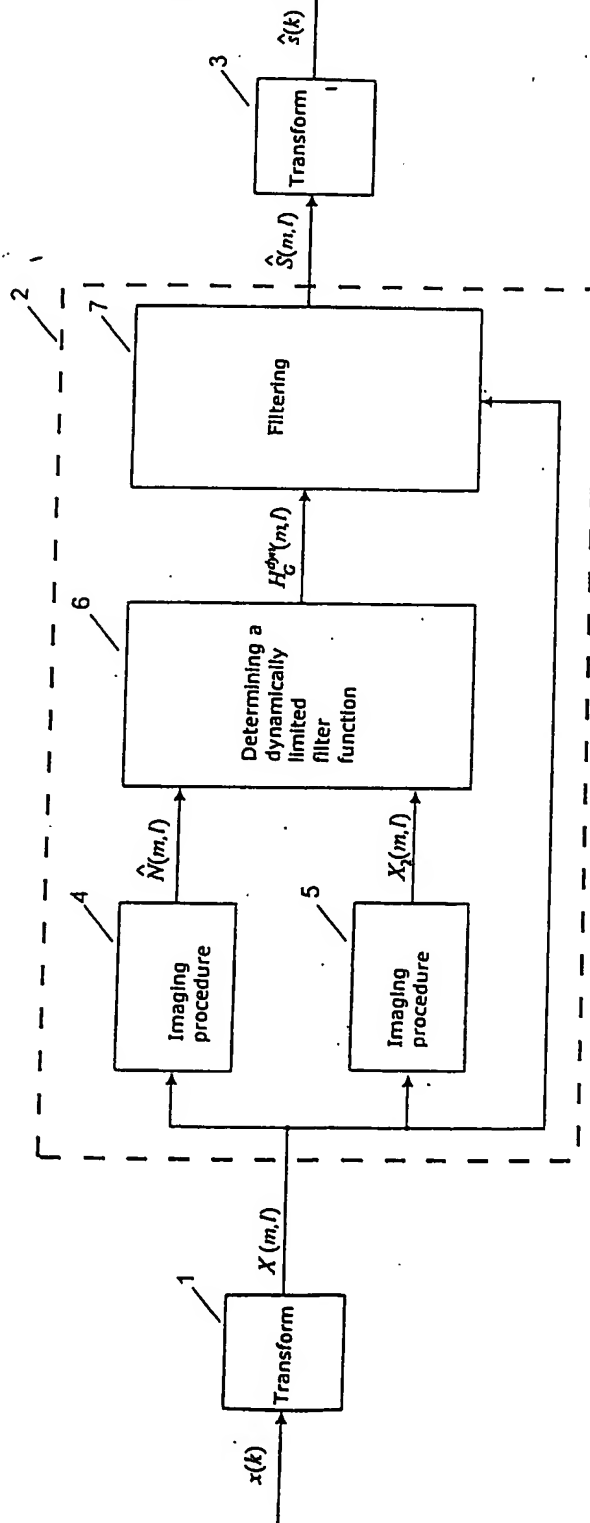 x(k)
1
Transform
X(m,l)
2
4
Imaging
procedure
N̂(m,l)
5
Imaging
procedure
X₂(m,l)
6
Determining a
dynamically
limited
filter
function
H_G^dyn(m,l)
7
Filtering
Ŝ(m,l)
3
Transform
ŝ(k)